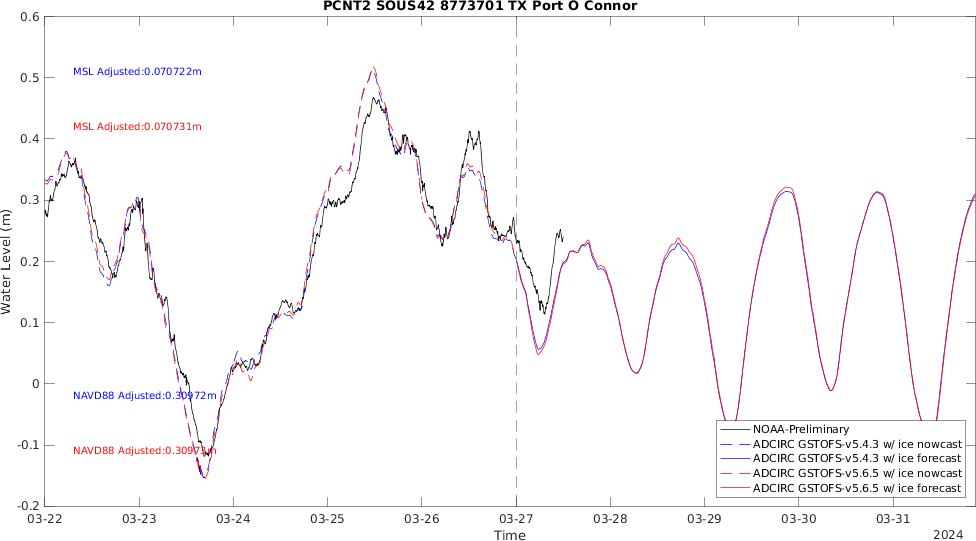 PCNT2 SOUS42 8773701 TX Port O Connor
0.6
0.5
0.4
0.3
0.2
0.1
0
-0.1
-0.2
Water Level (m)
MSL Adjusted:0.070722m
MSL Adjusted:0.070731m
NAVD88 Adjusted:0.30972m
NAVD88 Adjusted:0.30973m
NOAA-Preliminary
ADCIRC GSTOFS-v5.4.3 w/ ice nowcast
ADCIRC GSTOFS-v5.4.3 w/ ice forecast
ADCIRC GSTOFS-v5.6.5 w/ ice nowcast
ADCIRC GSTOFS-v5.6.5 w/ ice forecast
03-22 03-23 03-24 03-25 03-26 03-27 03-28 03-29 03-30 03-31
Time
2024